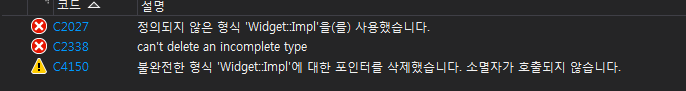 코드 설명
C2027 정의되지 않은 형식 'Widget::Impl'을(를) 사용했습니다.
C2338 can't delete an incomplete type
C4150 불완전한 형식 'Widget::Impl'에 대한 포인터를 삭제했습니다. 소멸자가 호출되지 않습니다.